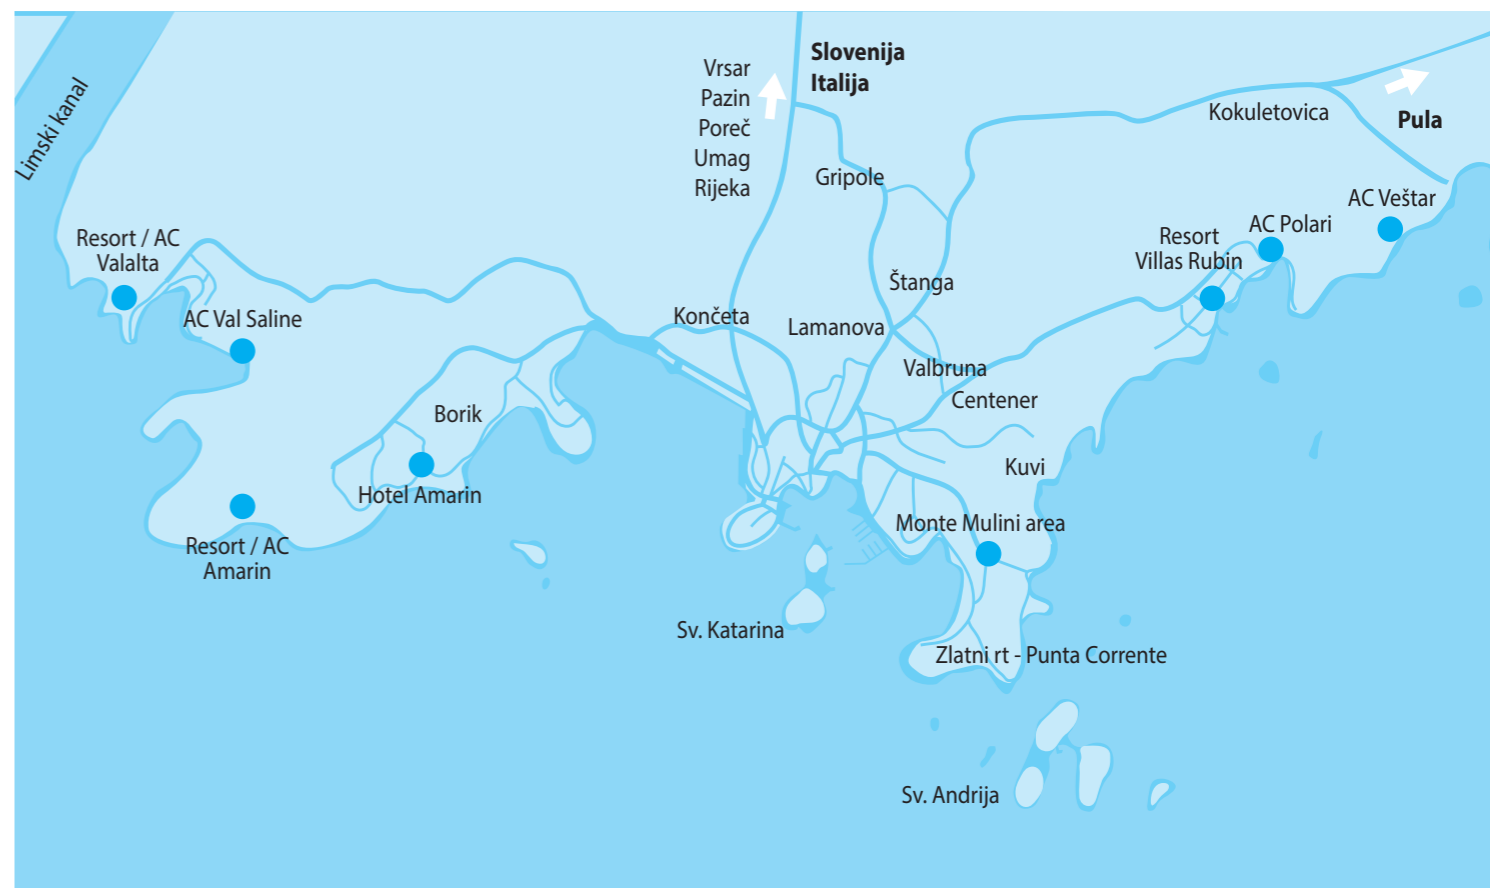 Slovenija
Italija
Vrsar
Pazin
Poreč
Umag
Rijeka
Limski kanal
Kokuletovica
Pula
Gripole
AC Veštar
AC Polari
Resort
Villas Rubin
Resort / AC
Valalta
Štanga
AC Val Saline
Končeta
Lamanova
Valbruna
Centener
Borik
Kuvi
Hotel Amarin
Monte Mulini area
Resort / AC
Amarin
Sv. Katarina
Zlatni rt - Punta Corrente
Sv. Andrija